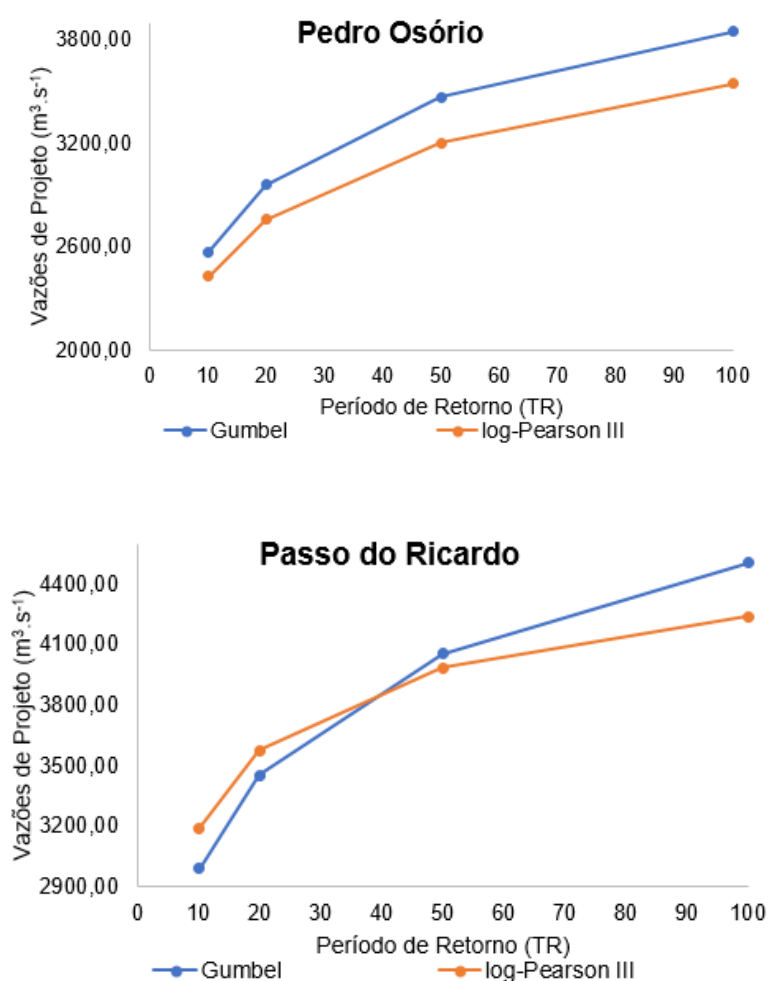 Pedro Osório
Vazões de Projeto (m³.s⁻¹)
3800,00
3200,00
2600,00
2000,00
0 10 20 30 40 50 60 70 80 90 100
Período de Retorno (TR)
Gumbel log-Pearson III
Passo do Ricardo
Vazões de Projeto (m³.s⁻¹)
4400,00
4100,00
3800,00
3500,00
3200,00
2900,00
0 10 20 30 40 50 60 70 80 90 100
Período de Retorno (TR)
Gumbel log-Pearson III